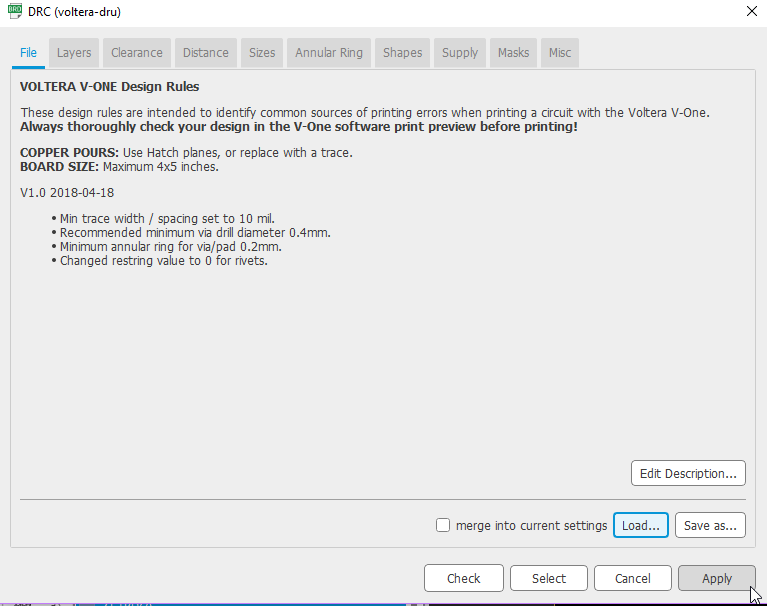 DRC (voltera-dru)
File Layers Clearance Distance Sizes Annular Ring Shapes Supply Masks Misc
VOLTERA V-ONE Design Rules
These design rules are intended to identify common sources of printing errors when printing a circuit with the Voltera V-One.
Always thoroughly check your design in the V-One software print preview before printing!
COPPER POURS: Use Hatch planes, or replace with a trace.
BOARD SIZE: Maximum 4x5 inches.
V1.0 2018-04-18
• Min trace width / spacing set to 10 mil.
• Recommended minimum via drill diameter 0.4mm.
• Minimum annular ring for via/pad 0.2mm.
• Changed restring value to 0 for rivets.
Edit Description...
merge into current settings Load... Save as...
Check Select Cancel Apply